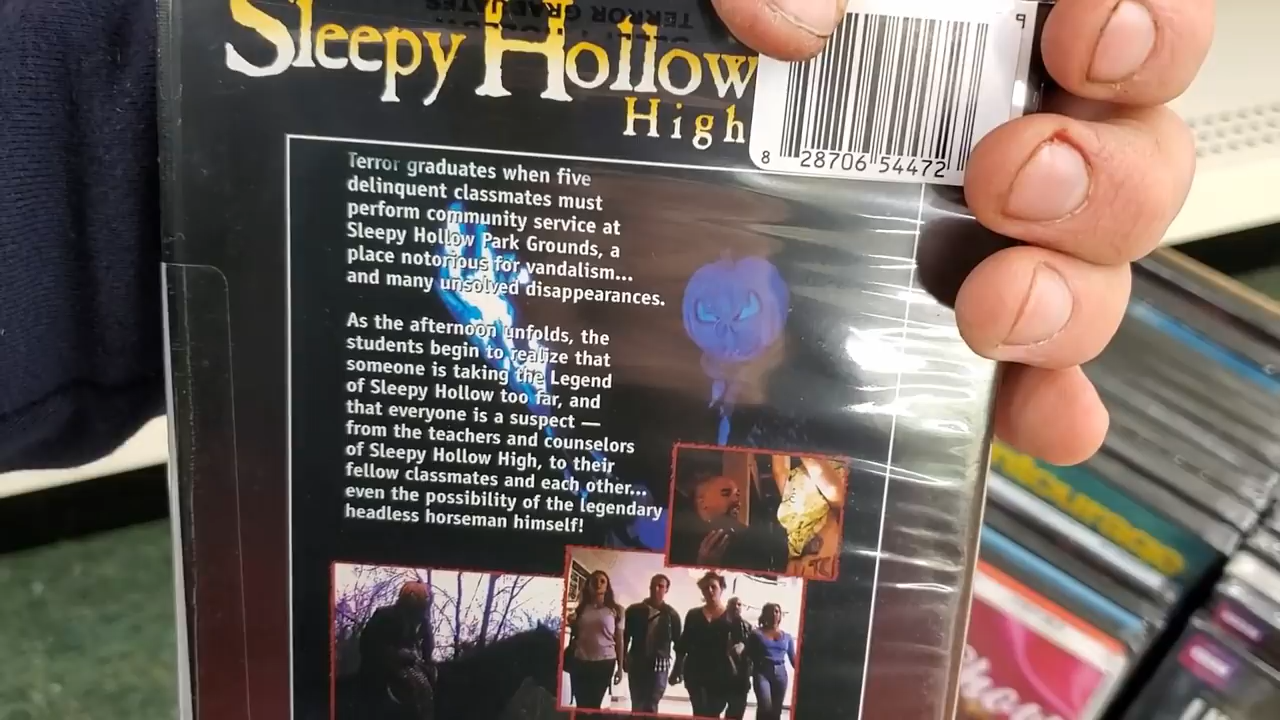 TERROR GRADUATES
Sleepy Hollow
High
9
8 28706 54472
Terror graduates when five
delinquent classmates must
perform community service at
Sleepy Hollow Park Grounds, a
place notorious for vandalism...
and many unsolved disappearances.
As the afternoon unfolds, the
students begin to realize that
someone is taking the Legend
of Sleepy Hollow too far, and
that everyone is a suspect —
from the teachers and counselors
of Sleepy Hollow High, to their
fellow classmates and each other...
even the possibility of the legendary
headless horseman himself!